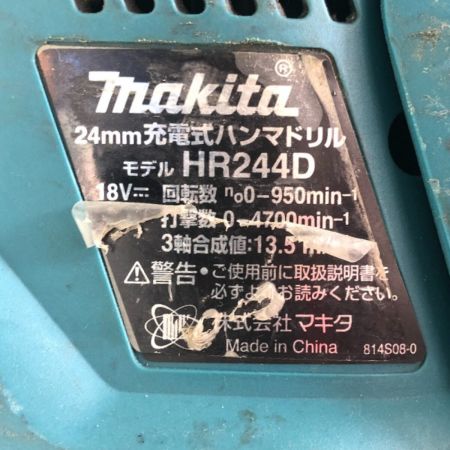 makita®
24mm充電式ハンマドリル
モデル HR244D
18V⎓ 回転数 n₀0-950min⁻¹
打撃数 0-4700min⁻¹
3軸合成値:13.5
⚠警告・ご使用前に取扱説明書を
必ずよくお読みください。
株式会社 マキタ
Made in China 814S08-0